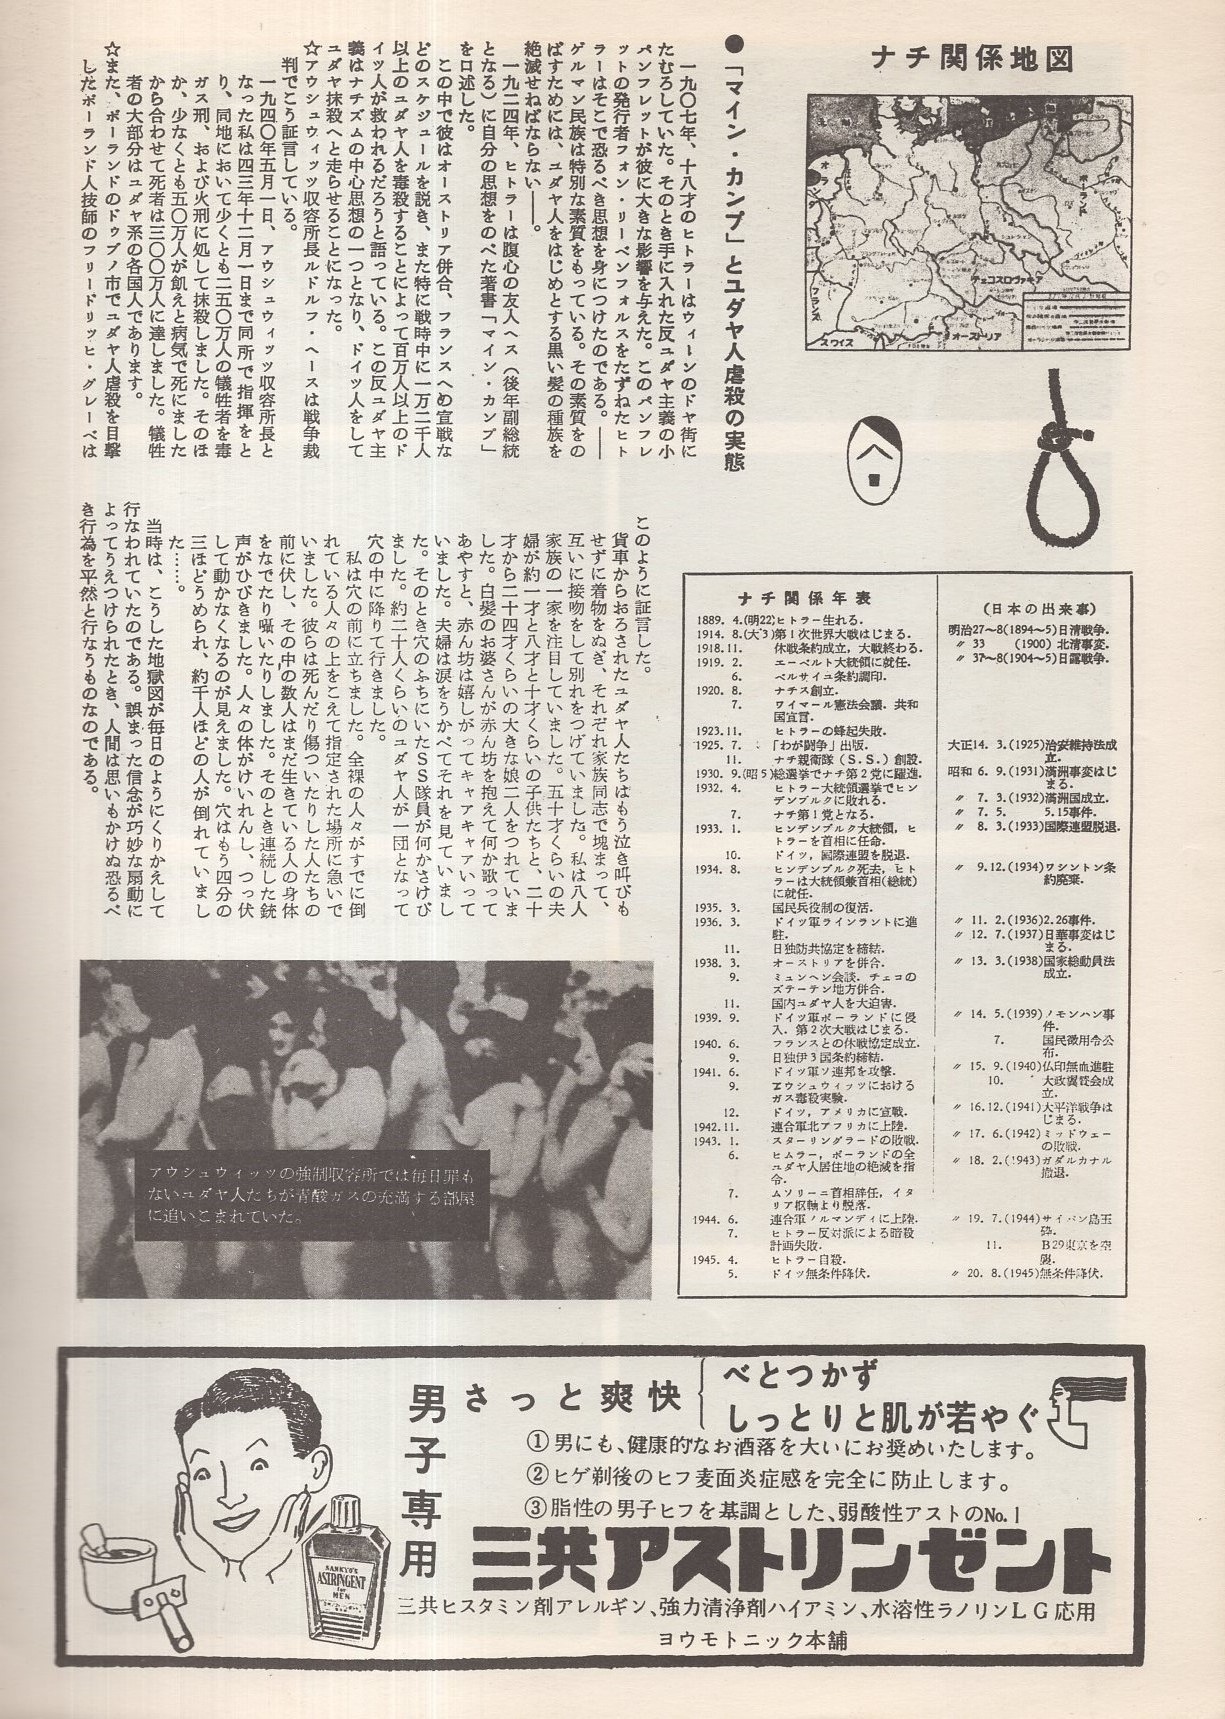 ナチ関係地図
ポーランド
オランダ
チェコスロヴァキア
フランス
スワイス
オーストリア
●「マイン・カンプ」とユダヤ人虐殺の実態
一九〇七年、十八才のヒトラーはウィーンのドヤ街に
たむろしていた。そのとき手に入れた反ユダヤ主義の小
パンフレットが彼に大きな影響を与えた。このパンフレ
ットの発行者フォン・リーベンフォルスをたずねたヒト
ラーはそこで恐るべき思想を身につけたのである。――
ゲルマン民族は特別な素質をもっている。その素質をの
ばすためには、ユダヤ人をはじめとする黒い髪の種族を
絶滅せねばならない――。
一九二四年、ヒトラーは腹心の友人ヘス（後年副総統
となる）に自分の思想をのべた著書「マイン・カンプ」
を口述した。
この中で彼はオーストリア併合、フランスへの宣戦な
どのスケジュールを説き、また特に戦時中に一万二千人
以上のユダヤ人を毒殺することによって百万人以上のド
イツ人が救われるだろうと語っている。この反ユダヤ主
義はナチズムの中心思想の一つとなり、ドイツ人をして
ユダヤ抹殺へと走らせることになった。
☆アウシュウィッツ収容所長ルドルフ・ヘースは戦争裁
判でこう証言している。
一九四〇年五月一日、アウシュウィッツ収容所長と
なった私は四三年十二月一日まで同所で指揮をと
り、同地において少くとも二五〇万人の犠牲者を毒
ガス刑、および火刑に処して抹殺しました。そのほ
か、少なくとも五〇万人が飢えと病気で死にました
から合わせて死者は三〇〇万人に達しました。犠牲
者の大部分はユダヤ系の各国人であります。
☆また、ポーランドのドゥブノ市でユダヤ人虐殺を目撃
したポーランド人技師のフリードリッヒ・グレーベは
このように証言した。
貨車からおろされたユダヤ人たちはもう泣き叫びも
せずに着物をぬぎ、それぞれ家族同志で塊まって、
互いに接吻をして別れをつげていました。私は八人
家族の一家を注目していました。五十才くらいの夫
婦が約一才と八才と十才くらいの子供たちと、二十
才から二十四才くらいの大きな娘二人をつれていま
した。白髪のお婆さんが赤ん坊を抱えて何か歌って
あやすと、赤ん坊は嬉しがってキャアキャアいって
いました。夫婦は涙をうかべてそれを見ていまし
た。そのとき穴のふちにいたＳＳ隊員が何かさけび
ました。約二十人くらいのユダヤ人が一団となって
穴の中に降りて行きました。
私は穴の前に立ちました。全裸の人々がすでに倒
れている人々の上をこえて指定された場所に急いで
いました。彼らは死んだり傷ついたりした人たちの
前に伏し、その中の数人はまだ生きている人の身体
をなでたり囁いたりしました。そのとき連続した銃
声がひびきました。人々の体がけいれんし、つっ伏
して動かなくなるのが見えました。穴はもう四分の
三ほどうめられ、約千人ほどの人が倒れていまし
た……。
当時は、こうした地獄図が毎日のようにくりかえして
行なわれていたのである。誤まった信念が巧妙な扇動に
よってうえつけられたとき、人間は思いもかけぬ恐るべ
き行為を平然と行なうものなのである。
ナチ関係年表
1889. 4.(明22)ヒトラー生れる.
1914. 8.(大3)第1次世界大戦はじまる.
1918.11. 休戦条約成立，大戦終わる.
1919. 2. エーベルト大統領に就任.
6. ベルサイユ条約調印.
1920. 8. ナチス創立.
7. ワイマール憲法会議．共和
国宣言.
1923.11. ヒトラーの蜂起失敗.
1925. 7. 「わが闘争」出版.
11. ナチ親衛隊（S.S.）創設.
1930. 9.(昭5)総選挙でナチ第2党に躍進.
1932. 4. ヒトラー大統領選挙でヒン
デンブルクに敗れる.
7. ナチ第1党となる.
1933. 1. ヒンデンブルク大統領，ヒ
トラーを首相に任命.
10. ドイツ，国際連盟を脱退.
1934. 8. ヒンデンブルク死去，ヒト
ラーは大統領兼首相(総統)
に就任.
1935. 3. 国民兵役制の復活.
1936. 3. ドイツ軍ラインラントに進
駐.
11. 日独防共協定を締結.
1938. 3. オーストリアを併合.
9. ミュンヘン会談．チェコの
ズテーテン地方併合.
11. 国内ユダヤ人を大迫害.
1939. 9. ドイツ軍ポーランドに侵
入．第2次大戦はじまる.
1940. 6. フランスとの休戦協定成立.
9. 日独伊3国条約締結.
1941. 6. ドイツ軍ソ連邦を攻撃.
9. アウシュウィッツにおける
ガス毒殺実験.
12. ドイツ，アメリカに宣戦.
1942.11. 連合軍北アフリカに上陸.
1943. 1. スターリングラードの敗戦.
6. ヒムラー，ポーランドの全
ユダヤ人居住地の絶滅を指
令.
7. ムソリーニ首相辞任，イタ
リア枢軸より脱落.
1944. 6. 連合軍ノルマンディに上陸.
7. ヒトラー反対派による暗殺
計画失敗.
1945. 4. ヒトラー自殺.
5. ドイツ無条件降伏.
(日本の出来事)
明治27～8(1894～5)日清戦争.
〃 33 (1900) 北清事変.
〃 37～8(1904～5)日露戦争.
大正14. 3.(1925)治安維持法成
立.
昭和 6. 9.(1931)満洲事変はじ
まる.
〃 7. 3.(1932)満洲国成立.
〃 7. 5. 5.15事件.
〃 8. 3.(1933)国際連盟脱退.
〃 9.12.(1934)ワシントン条
約廃棄.
〃 11. 2.(1936)2.26事件.
〃 12. 7.(1937)日華事変はじ
まる.
〃 13. 3.(1938)国家総動員法
成立.
〃 14. 5.(1939)ノモンハン事
件.
7. 国民徴用令公
布.
〃 15. 9.(1940)仏印無血進駐
10. 大政翼賛会成
立.
〃 16.12.(1941)大平洋戦争は
じまる.
〃 17. 6.(1942)ミッドウェー
の敗戦.
〃 18. 2.(1943)ガダルカナル
撤退.
〃 19. 7.(1944)サイパン島玉
砕.
11. B29東京を空
襲.
〃 20. 8.(1945)無条件降伏.
アウシュウィッツの強制収容所では毎日罪も
ないユダヤ人たちが青酸ガスの充満する部屋
に追いこまれていた。
男子専用
さっと爽快
べとつかず
しっとりと肌が若やぐ
①男にも、健康的なお洒落を大いにお奨めいたします。
②ヒゲ剃後のヒフ麦面炎症感を完全に防止します。
③脂性の男子ヒフを基調とした、弱酸性アストのNo.1
三共アストリンゼント
SANKYO'S
ASTRINGENT
for
MEN
三共ヒスタミン剤アレルギン、強力清浄剤ハイアミン、水溶性ラノリンＬＧ応用
ヨウモトニック本舗